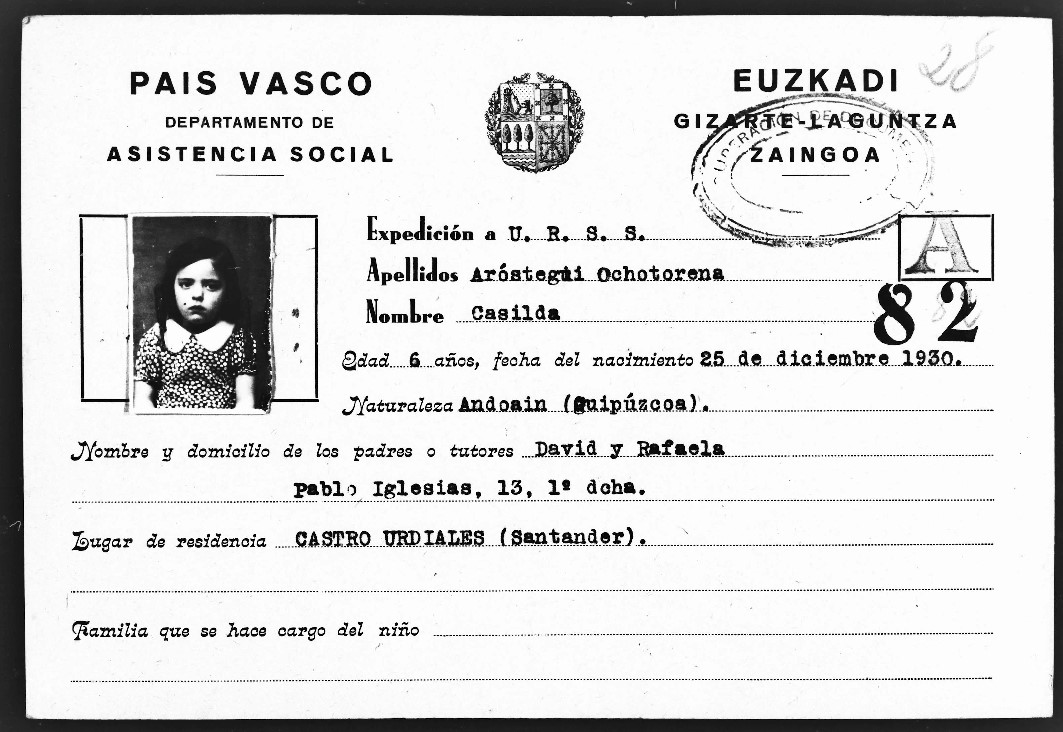 28
PAIS VASCO
DEPARTAMENTO DE
ASISTENCIA SOCIAL
EUZKADI
GIZARTE-LAGUNTZA
ZAINGOA
Expedición a U. R. S. S.
Apellidos Aróstegui Ochotorena
A
Nombre Casilda
82
Edad 6 años, fecha del nacimiento 25 de diciembre 1930.
Naturaleza Andoain (Guipúzcoa).
Nombre y domicilio de los padres o tutores David y Rafaela
Pablo Iglesias, 13, 1ª dcha.
Lugar de residencia CASTRO URDIALES (Santander).
Familia que se hace cargo del niño